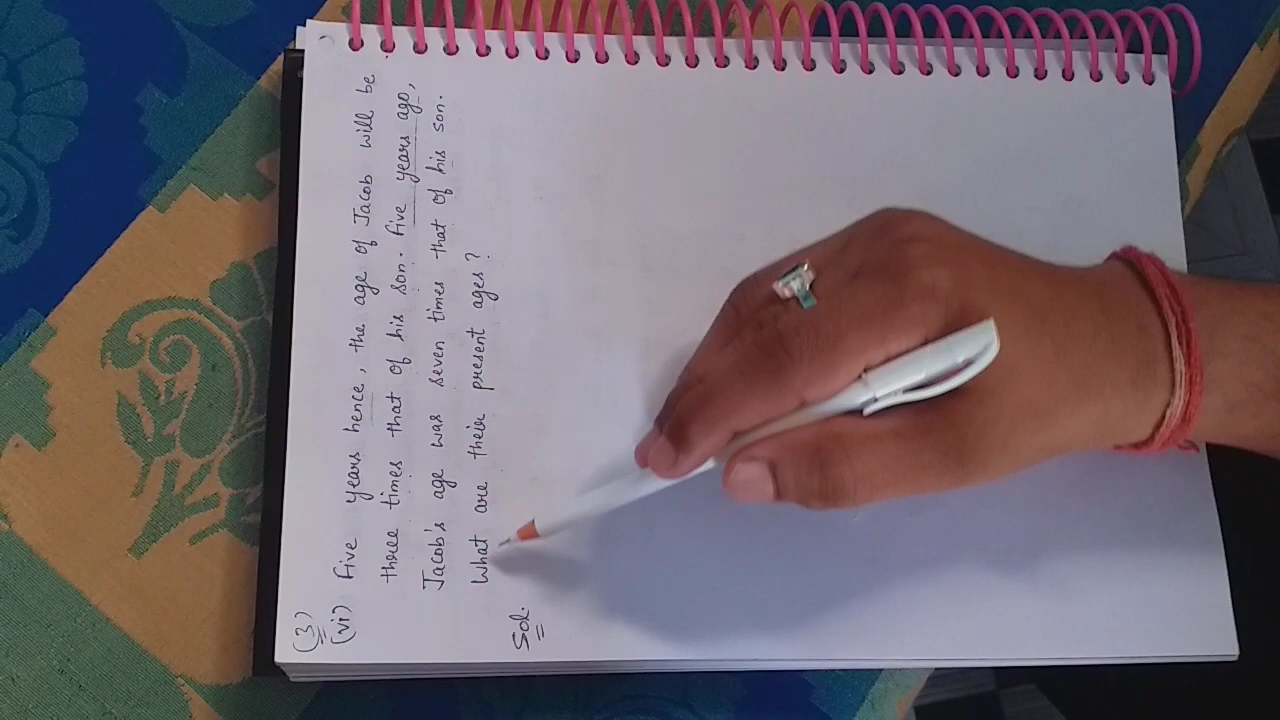 (3)
(vi) Five years hence, the age of Jacob will be
three times that of his son. Five years ago,
Jacob's age was seven times that of his son.
What are their present ages?
Sol.